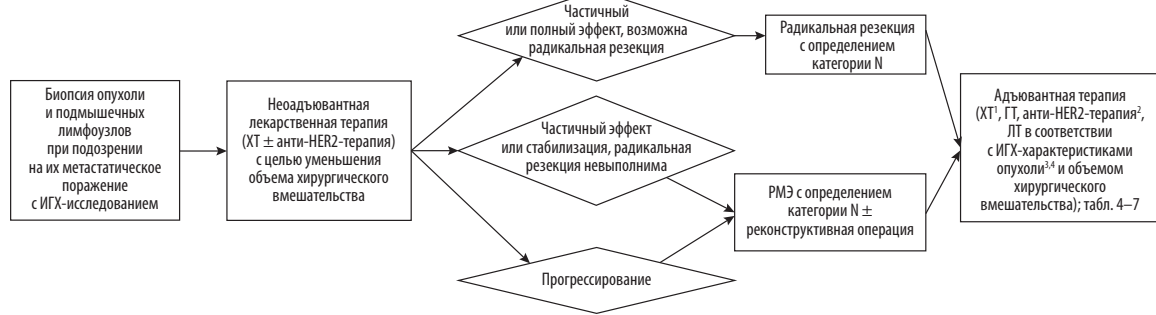 Биопсия опухоли
и подмышечных
лимфоузлов
при подозрении
на их метастатическое
поражение
с ИГХ-исследованием
Неоадъювантная
лекарственная терапия
(ХТ ± анти-HER2-терапия)
с целью уменьшения
объема хирургического
вмешательства
Частичный
или полный эффект, возможна
радикальная резекция
Частичный эффект
или стабилизация, радикальная
резекция невыполнима
Прогрессирование
Радикальная резекция
с определением
категории N
РМЭ с определением
категории N ±
реконструктивная операция
Адъювантная терапия
(ХТ¹, ГТ, анти-HER2-терапия²,
ЛТ в соответствии
с ИГХ-характеристиками
опухоли³,⁴ и объемом
хирургического
вмешательства); табл. 4–7